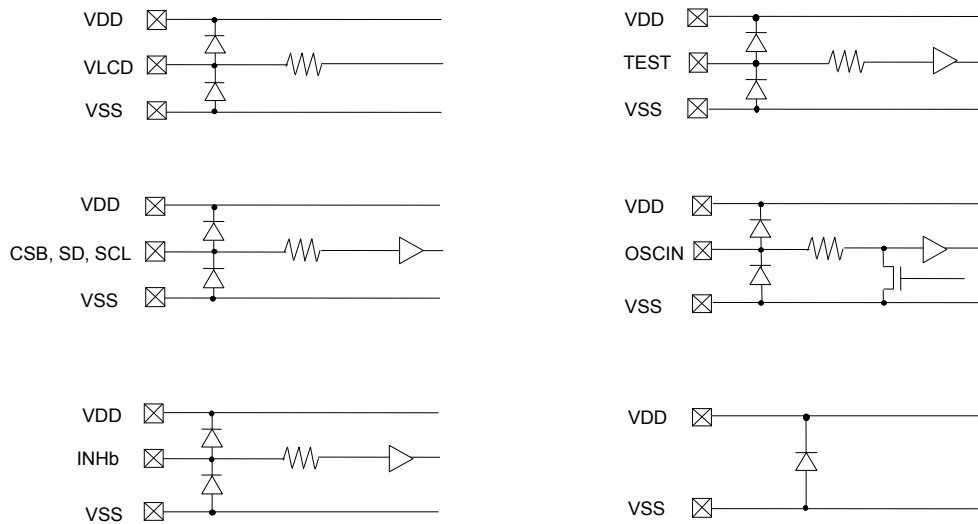 VDD
VLCD
VSS
VDD
TEST
VSS
VDD
CSB, SD, SCL
VSS
VDD
OSCIN
VSS
VDD
INHb
VSS
VDD
VSS